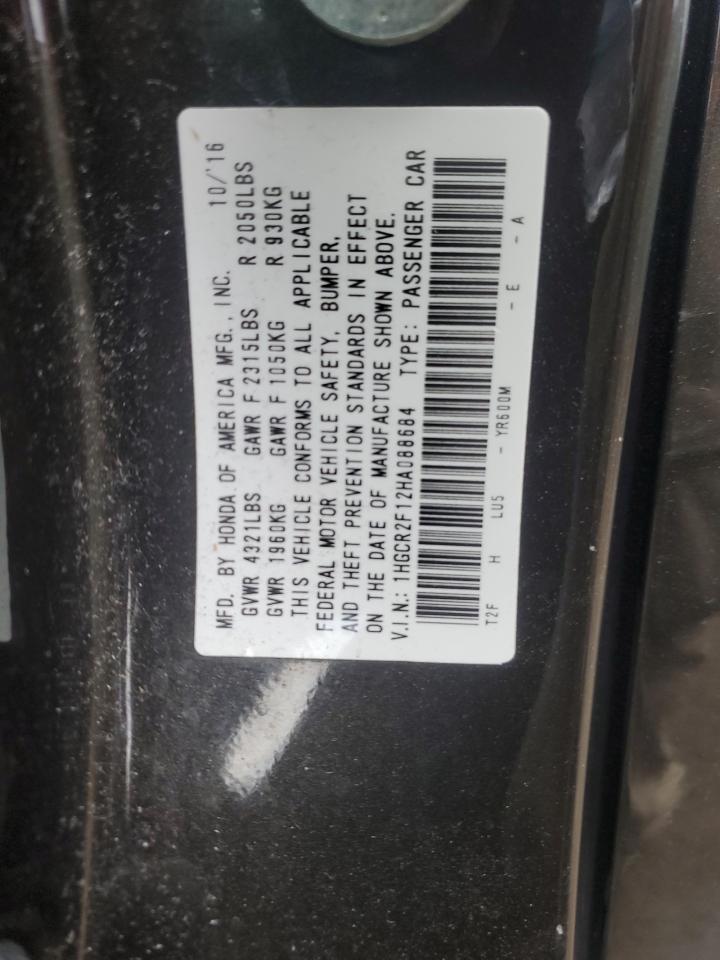 MFD. BY HONDA OF AMERICA MFG., INC. 10/'16
GVWR 4321LBS GAWR F 2315LBS R 2050LBS
GVWR 1960KG GAWR F 1050KG R 930KG
THIS VEHICLE CONFORMS TO ALL APPLICABLE
FEDERAL MOTOR VEHICLE SAFETY, BUMPER,
AND THEFT PREVENTION STANDARDS IN EFFECT
ON THE DATE OF MANUFACTURE SHOWN ABOVE.
V.I.N.: 1HGCR2F12HA088684 TYPE: PASSENGER CAR
T2F H LU5 - YR600M - E - A